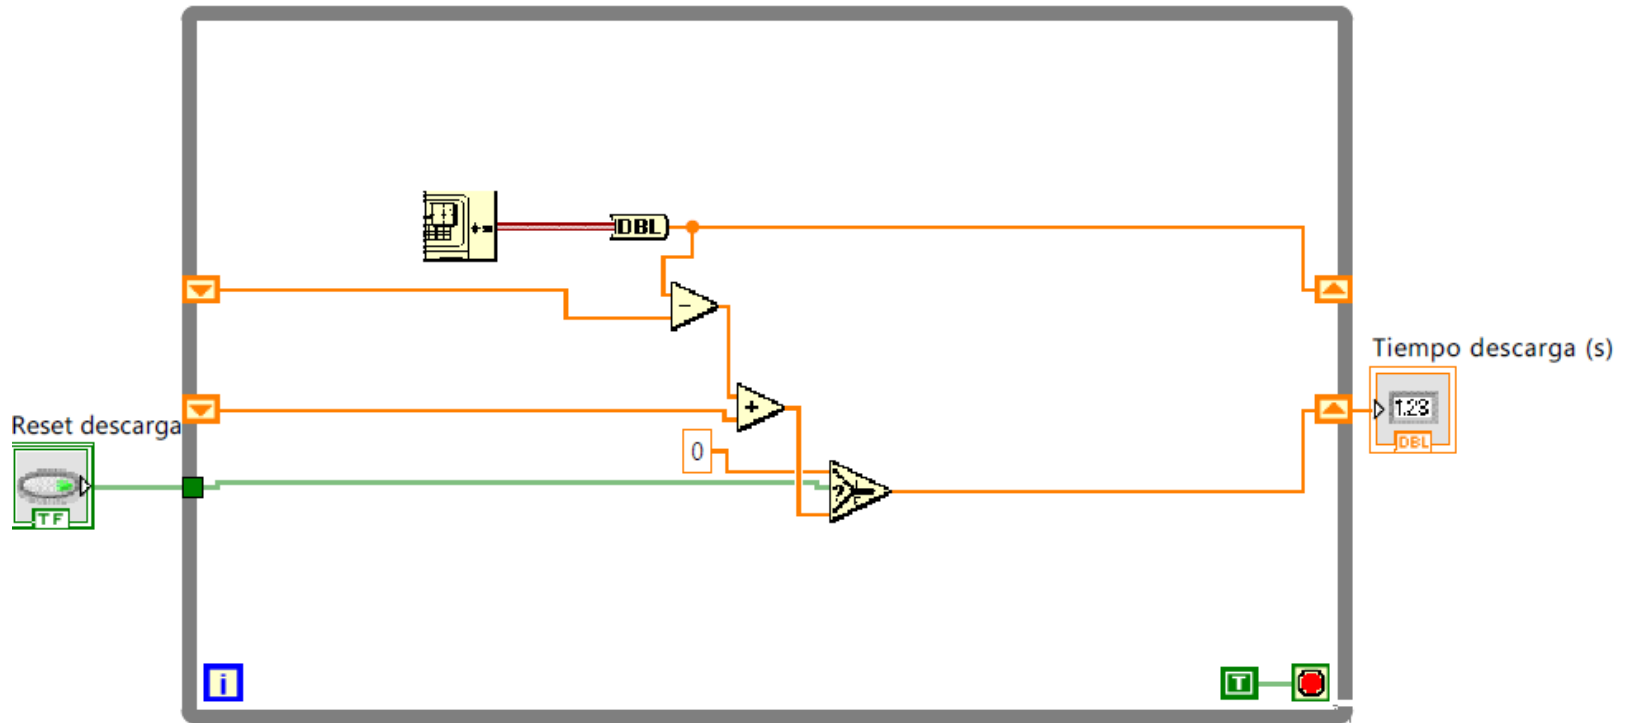 DBL
-
Tiempo descarga (s)
1.23
DBL
+
Reset descarga
0
TF
?
i
T